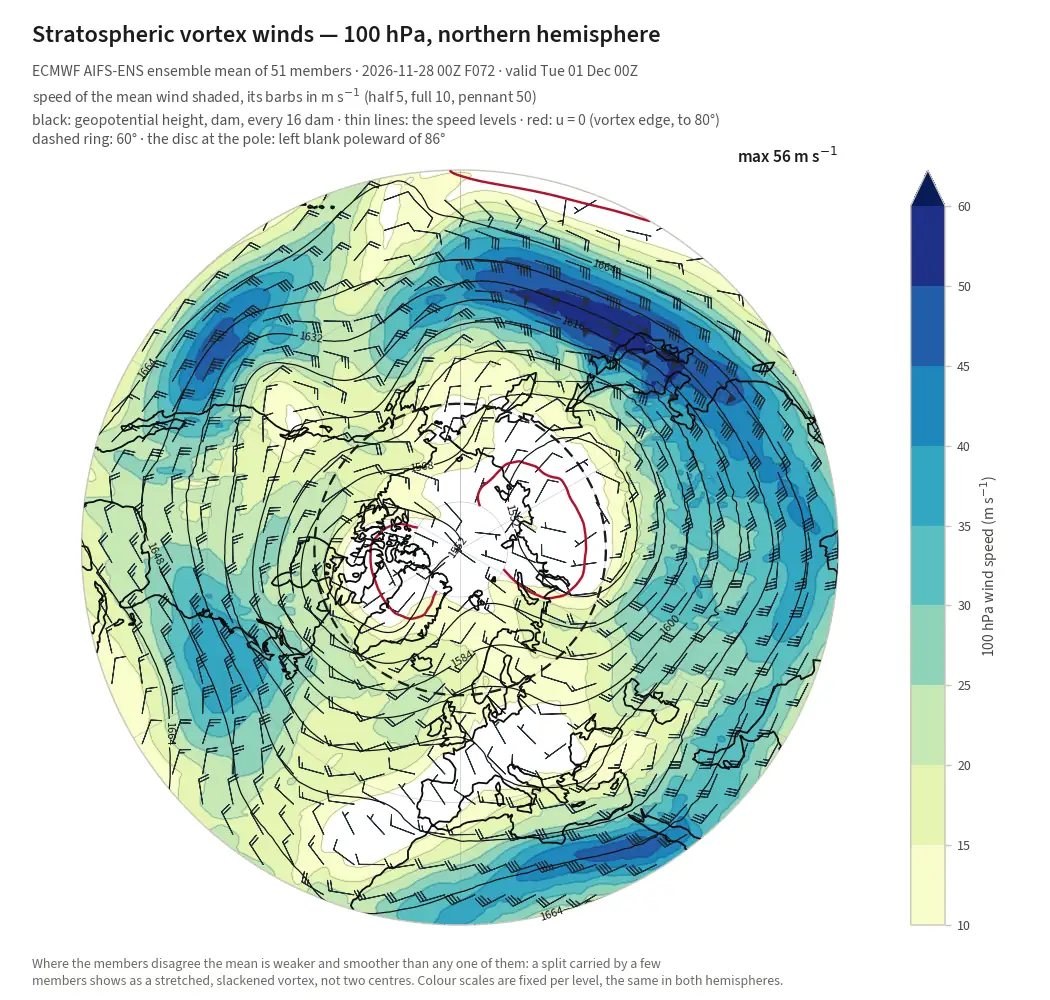 Stratospheric vortex winds — 100 hPa, northern hemisphere
ECMWF AIFS-ENS ensemble mean of 51 members · 2026-11-28 00Z F072 · valid Tue 01 Dec 00Z
speed of the mean wind shaded, its barbs in m s⁻¹ (half 5, full 10, pennant 50)
black: geopotential height, dam, every 16 dam · thin lines: the speed levels · red: u = 0 (vortex edge, to 80°)
dashed ring: 60° · the disc at the pole: left blank poleward of 86°
max 56 m s⁻¹
60
50
45
40
35
30
25
20
15
10
100 hPa wind speed (m s⁻¹)
1664
1616
1632
1664
1568
1552
1648
1600
1584
1664
1664
Where the members disagree the mean is weaker and smoother than any one of them: a split carried by a few
members shows as a stretched, slackened vortex, not two centres. Colour scales are fixed per level, the same in both hemispheres.